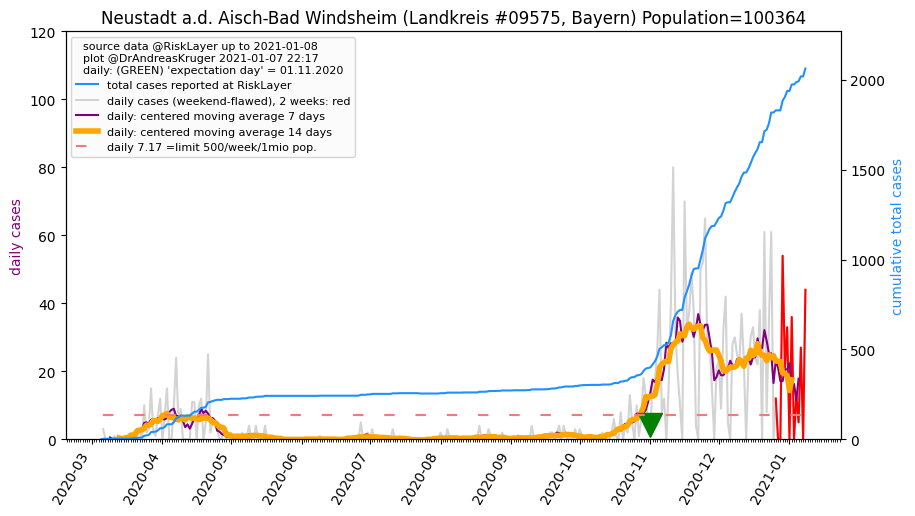 Neustadt a.d. Aisch-Bad Windsheim (Landkreis #09575, Bayern) Population=100364
source data @RiskLayer up to 2021-01-08
plot @DrAndreasKruger 2021-01-07 22:17
daily: (GREEN) 'expectation day' = 01.11.2020
total cases reported at RiskLayer
daily cases (weekend-flawed), 2 weeks: red
daily: centered moving average 7 days
daily: centered moving average 14 days
daily 7.17 =limit 500/week/1mio pop.
daily cases
120
100
80
60
40
20
0
cumulative total cases
2000
1500
1000
500
0
2020-03
2020-04
2020-05
2020-06
2020-07
2020-08
2020-09
2020-10
2020-11
2020-12
2021-01